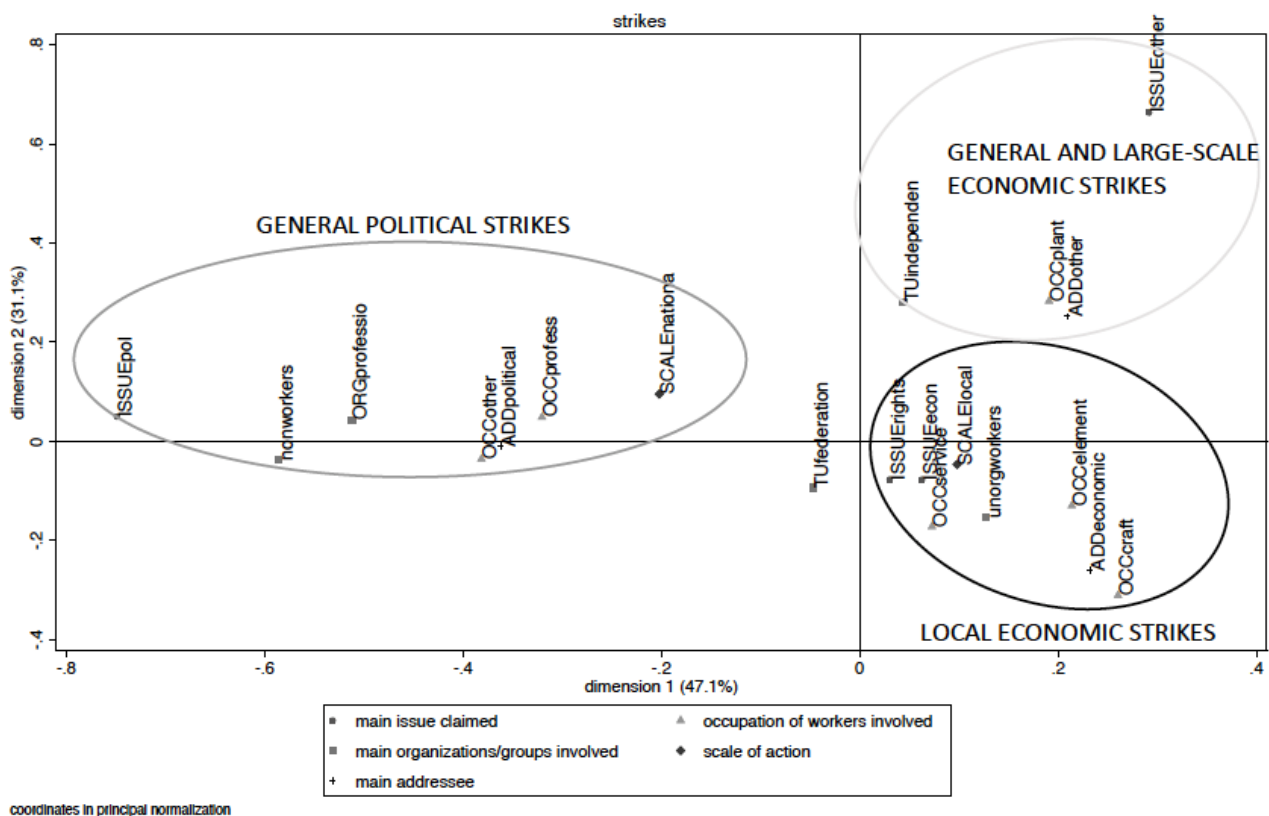 strikes
.8
.6
.4
.2
0
-.2
-.4
dimension 2 (31.1%)
ISSUEother
GENERAL AND LARGE-SCALE
ECONOMIC STRIKES
TUindependen
OCCplant
ADDother
GENERAL POLITICAL STRIKES
ISSUEpol
nonworkers
ORGprofessio
OCCother
ADDpolitical
OCCprofess
SCALEnationa
TUfederation
ISSUErights
ISSUEecon
OCCservice
SCALElocal
unorgworkers
OCCelement
ADDeconomic
OCCcraft
LOCAL ECONOMIC STRIKES
-.8
-.6
-.4
-.2
0
.2
.4
dimension 1 (47.1%)
main issue claimed
occupation of workers involved
main organizations/groups involved
scale of action
main addressee
coordinates in principal normalization